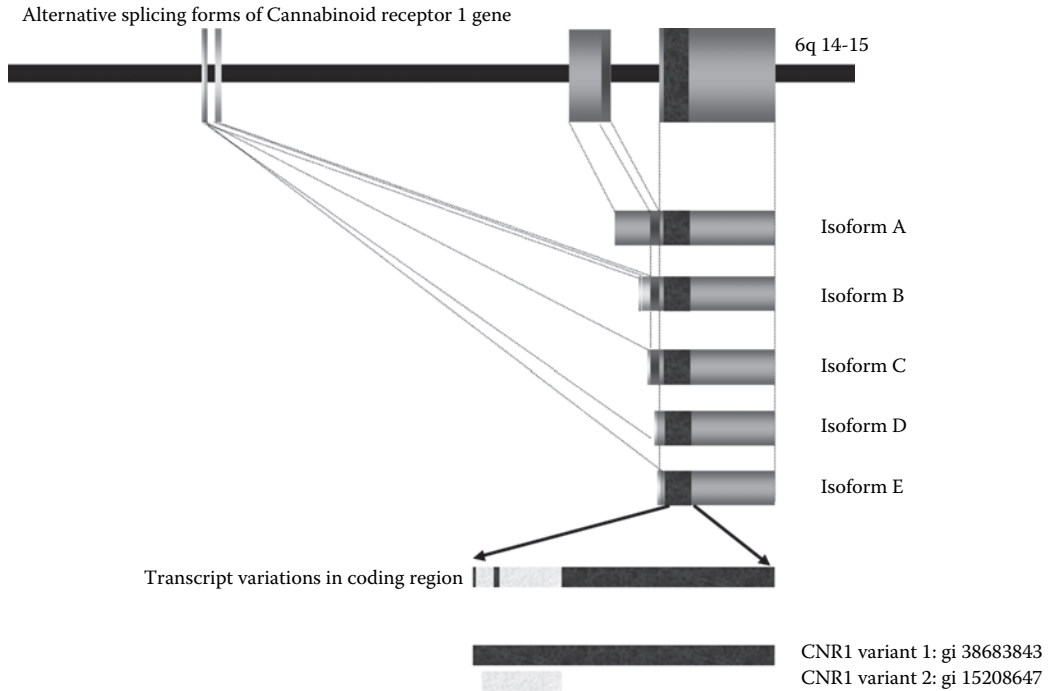 Alternative splicing forms of Cannabinoid receptor 1 gene
6q 14-15
Isoform A
Isoform B
Isoform C
Isoform D
Isoform E
Transcript variations in coding region
CNR1 variant 1: gi 38683843
CNR1 variant 2: gi 15208647